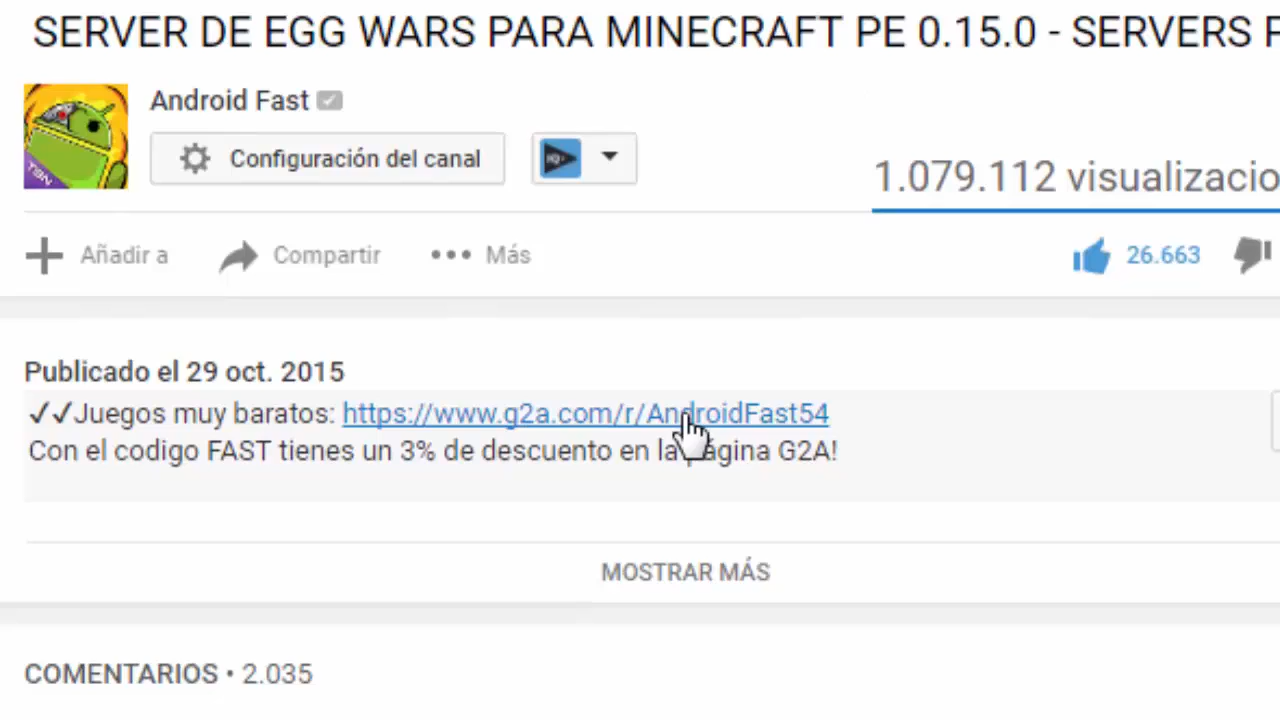 SERVER DE EGG WARS PARA MINECRAFT PE 0.15.0 - SERVERS P
Android Fast
TGN
Configuración del canal
HQ+
1.079.112 visualizacio
Añadir a
Compartir
Más
26.663
Publicado el 29 oct. 2015
✓✓Juegos muy baratos: https://www.g2a.com/r/AndroidFast54
Con el codigo FAST tienes un 3% de descuento en la página G2A!
MOSTRAR MÁS
COMENTARIOS • 2.035